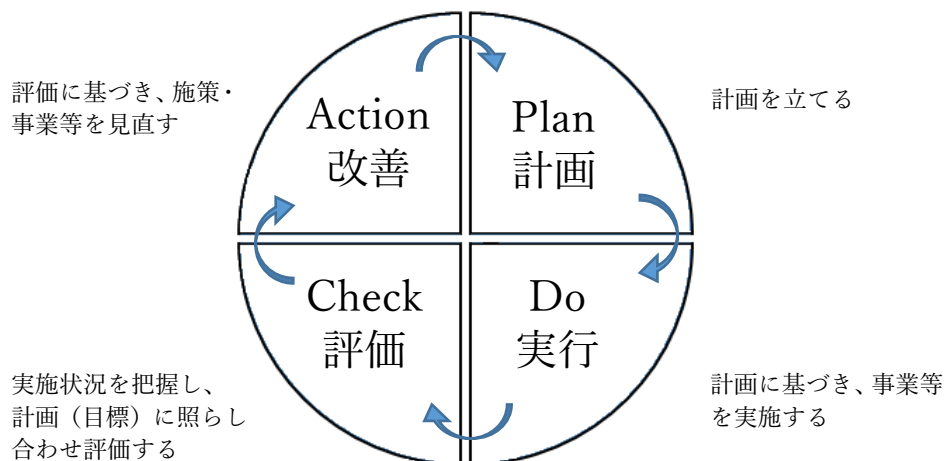 評価に基づき、施策・
事業等を見直す
Action
改善
Plan
計画
計画を立てる
Check
評価
Do
実行
実施状況を把握し、
計画（目標）に照らし
合わせ評価する
計画に基づき、事業等
を実施する